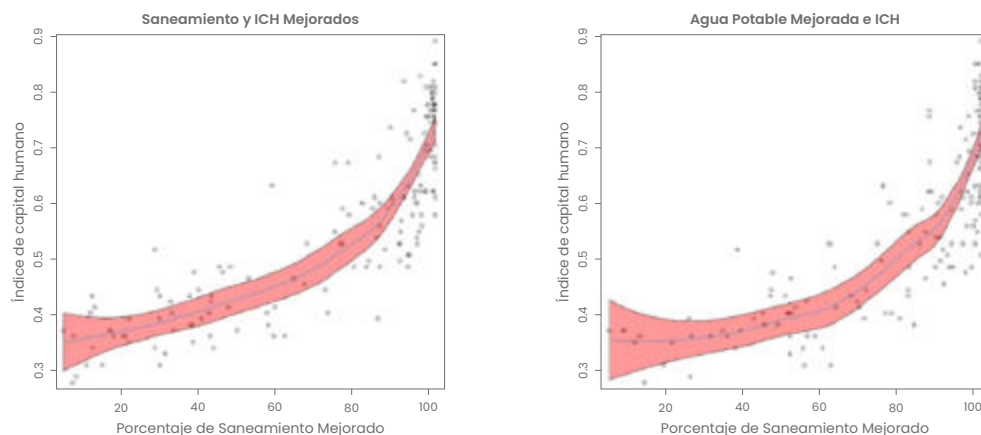 Saneamiento y ICH Mejorados
Índice de capital humano
0.9
0.8
0.7
0.6
0.5
0.4
0.3
20 40 60 80 100
Porcentaje de Saneamiento Mejorado
Agua Potable Mejorada e ICH
Índice de capital humano
0.9
0.8
0.7
0.6
0.5
0.4
0.3
20 40 60 80 100
Porcentaje de Saneamiento Mejorado